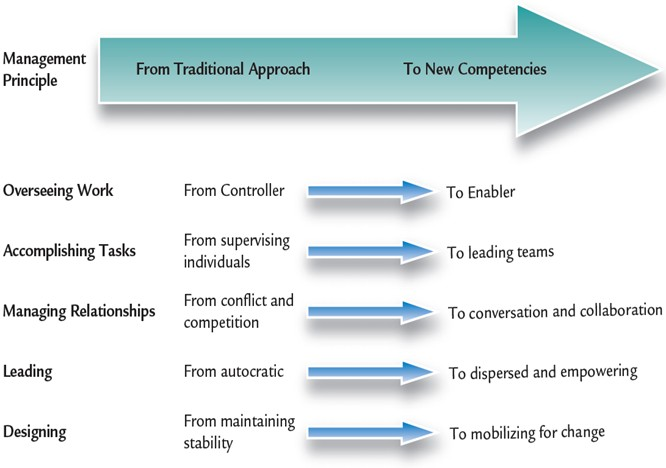 Management
Principle
From Traditional Approach
To New Competencies
Overseeing Work
From Controller
To Enabler
Accomplishing Tasks
From supervising
individuals
To leading teams
Managing Relationships
From conflict and
competition
To conversation and collaboration
Leading
From autocratic
To dispersed and empowering
Designing
From maintaining
stability
To mobilizing for change